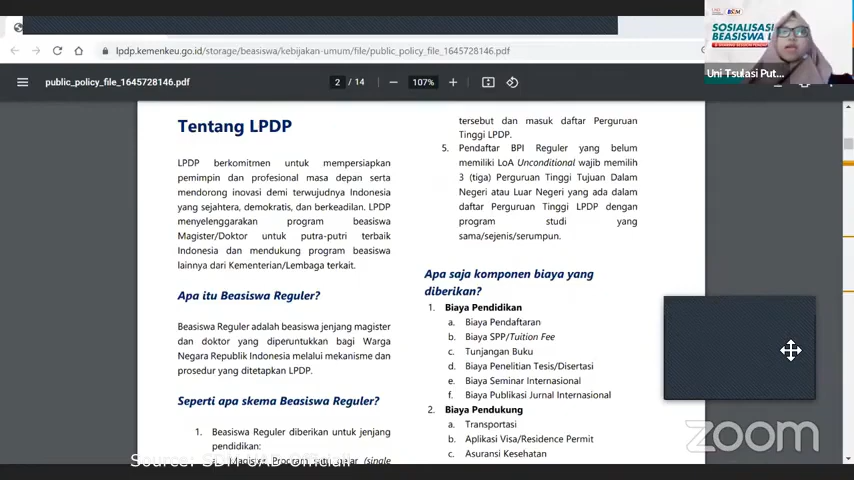 lpdp.kemenkeu.go.id/storage/beasiswa/kebijakan-umum/file/public_policy_file_1645728146.pdf
public_policy_file_1645728146.pdf
2 / 14
107%
SOSIALISASI
BEASISWA
Uni Tsulasi Put...
Tentang LPDP
LPDP berkomitmen untuk mempersiapkan
pemimpin dan profesional masa depan serta
mendorong inovasi demi terwujudnya Indonesia
yang sejahtera, demokratis, dan berkeadilan. LPDP
menyelenggarakan program beasiswa
Magister/Doktor untuk putra-putri terbaik
Indonesia dan mendukung program beasiswa
lainnya dari Kementerian/Lembaga terkait.
Apa itu Beasiswa Reguler?
Beasiswa Reguler adalah beasiswa jenjang magister
dan doktor yang diperuntukkan bagi Warga
Negara Republik Indonesia melalui mekanisme dan
prosedur yang ditetapkan LPDP.
Seperti apa skema Beasiswa Reguler?
1. Beasiswa Reguler diberikan untuk jenjang
pendidikan:
(single
tersebut dan masuk daftar Perguruan
Tinggi LPDP.
5. Pendaftar BPI Reguler yang belum
memiliki LoA Unconditional wajib memilih
3 (tiga) Perguruan Tinggi Tujuan Dalam
Negeri atau Luar Negeri yang ada dalam
daftar Perguruan Tinggi LPDP dengan
program studi yang
sama/sejenis/serumpun.
Apa saja komponen biaya yang
diberikan?
1. Biaya Pendidikan
a. Biaya Pendaftaran
b. Biaya SPP/Tuition Fee
c. Tunjangan Buku
d. Biaya Penelitian Tesis/Disertasi
e. Biaya Seminar Internasional
f. Biaya Publikasi Jurnal Internasional
2. Biaya Pendukung
a. Transportasi
b. Aplikasi Visa/Residence Permit
c. Asuransi Kesehatan
zoom
Source: SDM UAD Official